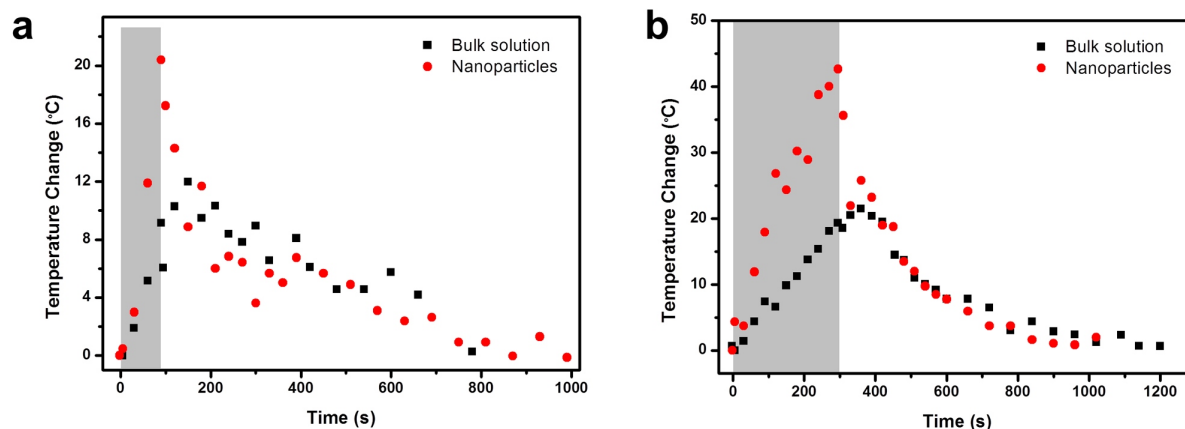 a
Temperature Change (°C)
20
16
12
8
4
0
0
200
400
600
800
1000
Time (s)
Bulk solution
Nanoparticles
b
Temperature Change (°C)
50
40
30
20
10
0
0
200
400
600
800
1000
1200
Time (s)
Bulk solution
Nanoparticles